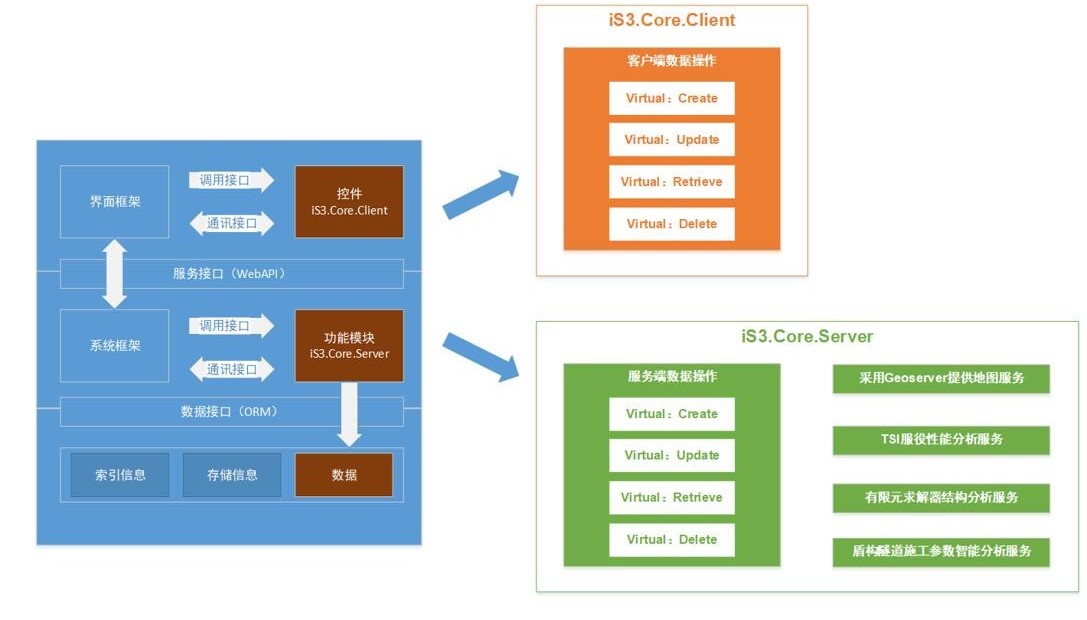 界面框架
调用接口
通讯接口
控件
iS3.Core.Client
服务接口（WebAPI）
系统框架
调用接口
通讯接口
功能模块
iS3.Core.Server
数据接口（ORM）
索引信息
存储信息
数据
iS3.Core.Client
客户端数据操作
Virtual：Create
Virtual：Update
Virtual：Retrieve
Virtual：Delete
iS3.Core.Server
服务端数据操作
Virtual：Create
Virtual：Update
Virtual：Retrieve
Virtual：Delete
采用Geoserver提供地图服务
TSI服役性能分析服务
有限元求解器结构分析服务
盾构隧道施工参数智能分析服务